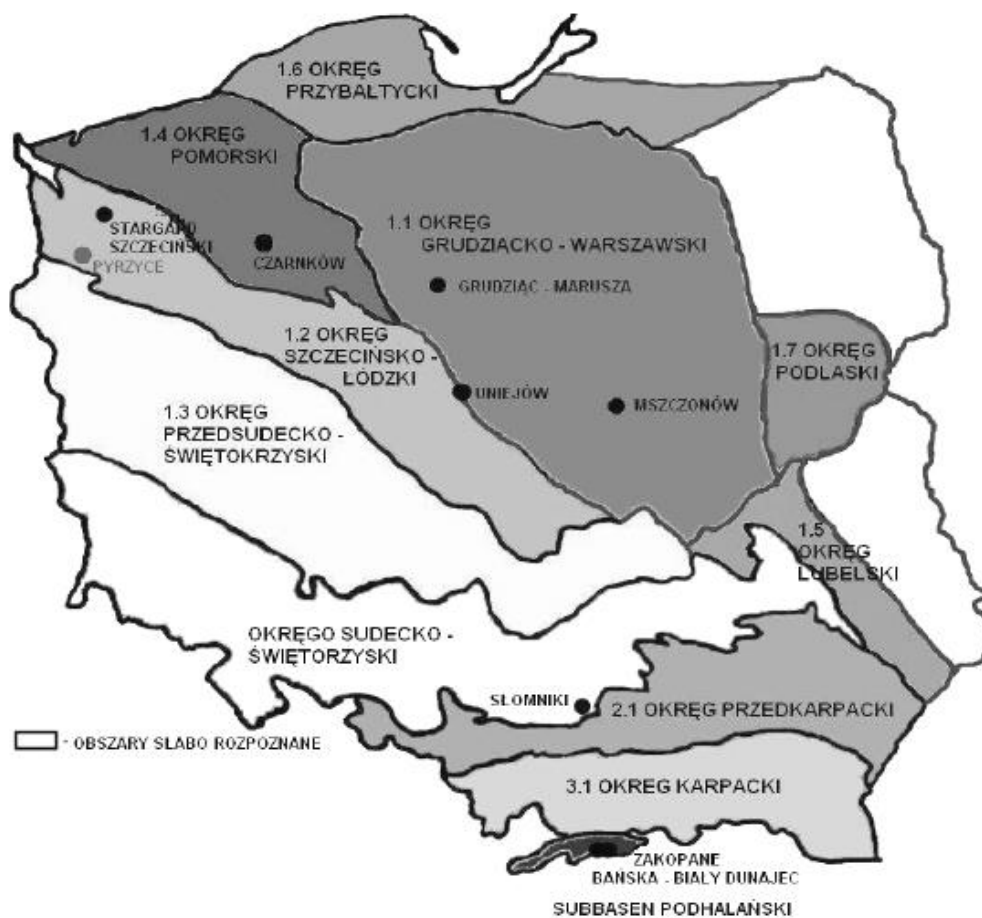 1.6 OKRĘG
PRZYBAŁTYCKI
1.4 OKRĘG
POMORSKI
STARGARD
SZCZECIŃSKI
PYRZYCE
CZARNKÓW
1.1 OKRĘG
GRUDZIĄCKO - WARSZAWSKI
GRUDZIĄC - MARUSZA
1.2 OKRĘG
SZCZECIŃSKO -
ŁÓDZKI
1.7 OKRĘG
PODLASKI
UNIEJÓW
MSZCZONÓW
1.3 OKRĘG
PRZEDSUDECKO -
ŚWIĘTOKRZYSKI
1.5
OKRĘG
LUBELSKI
OKRĘGO SUDECKO -
ŚWIĘTORZYSKI
SŁOMNIKI
2.1 OKRĘG PRZEDKARPACKI
- OBSZARY SŁABO ROZPOZNANE
3.1 OKRĘG KARPACKI
ZAKOPANE
BAŃSKA - BIAŁY DUNAJEC
SUBBASEN PODHALAŃSKI